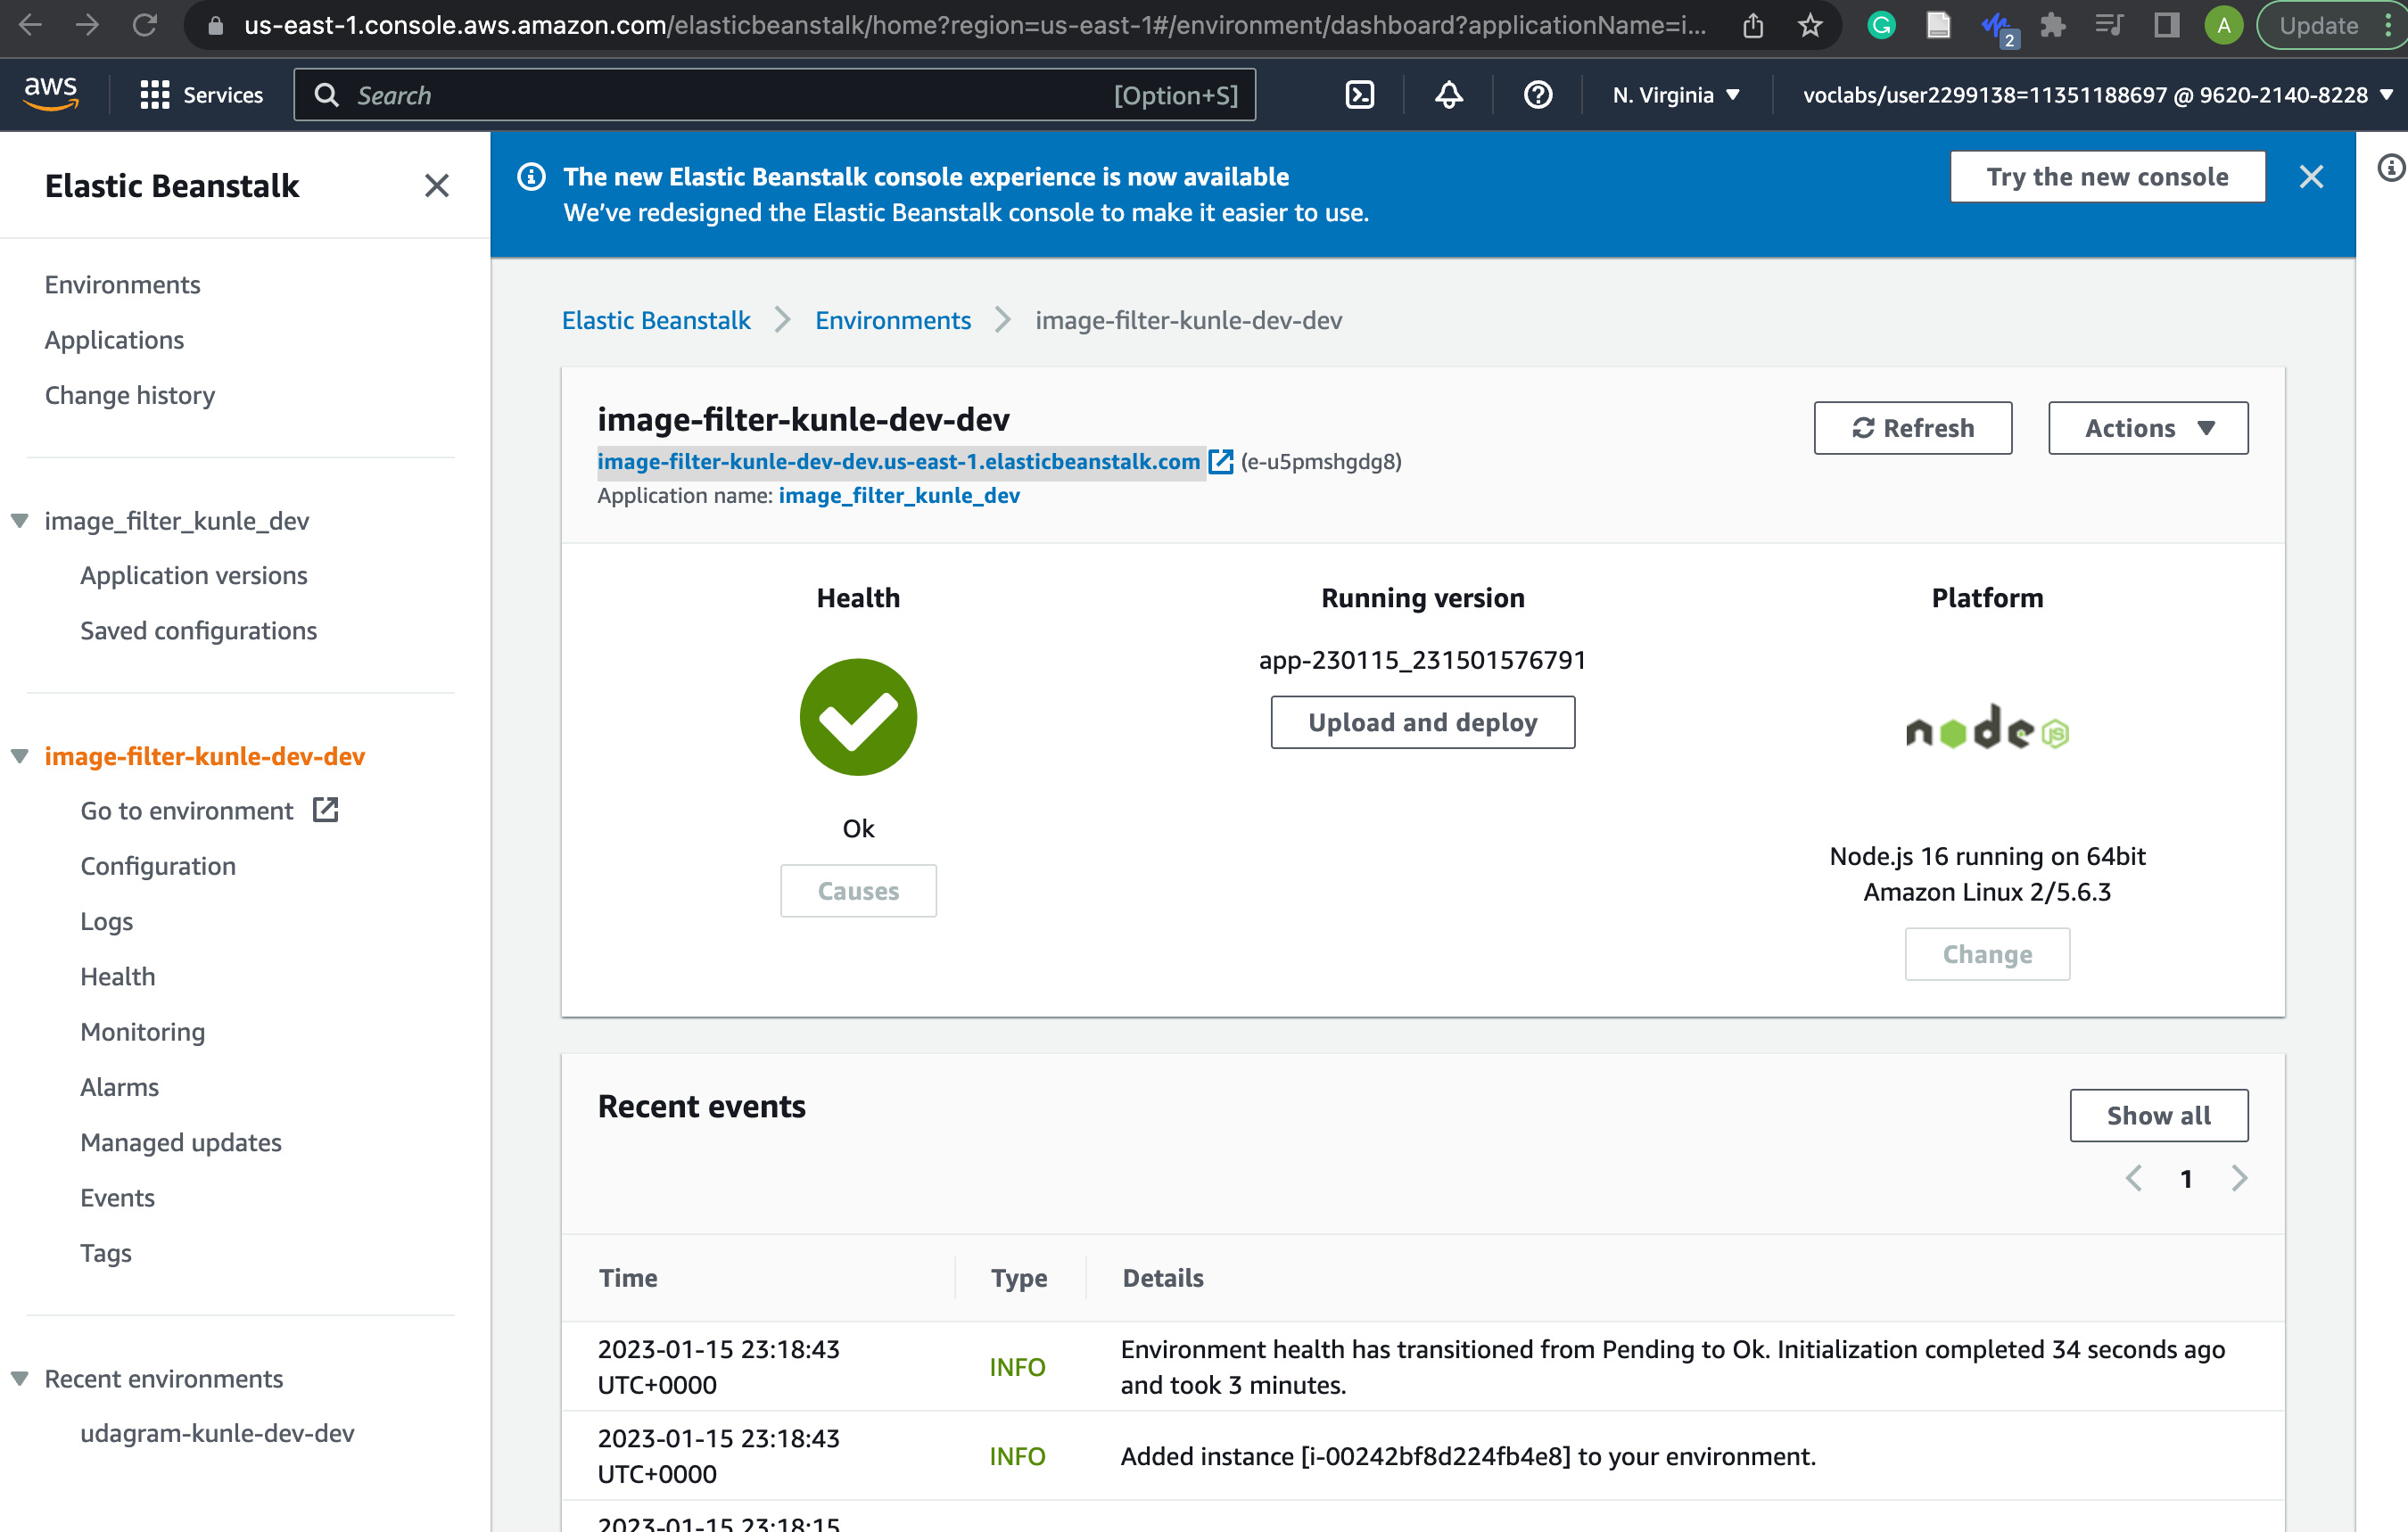 us-east-1.console.aws.amazon.com/elasticbeanstalk/home?region=us-east-1#/environment/dashboard?applicationName=i...
2
A
Update
aws
Services
Search
[Option+S]
N. Virginia
voclabs/user2299138=11351188697 @ 9620-2140-8228
Elastic Beanstalk
Environments
Applications
Change history
image_filter_kunle_dev
Application versions
Saved configurations
image-filter-kunle-dev-dev
Go to environment
Configuration
Logs
Health
Monitoring
Alarms
Managed updates
Events
Tags
Recent environments
udagram-kunle-dev-dev
The new Elastic Beanstalk console experience is now available
We've redesigned the Elastic Beanstalk console to make it easier to use.
Try the new console
Elastic Beanstalk
Environments
image-filter-kunle-dev-dev
image-filter-kunle-dev-dev
image-filter-kunle-dev-dev.us-east-1.elasticbeanstalk.com (e-u5pmshgdg8)
Application name: image_filter_kunle_dev
Refresh
Actions
Health
Ok
Causes
Running version
app-230115_231501576791
Upload and deploy
Platform
node
JS
Node.js 16 running on 64bit
Amazon Linux 2/5.6.3
Change
Recent events
Show all
1
Time
Type
Details
2023-01-15 23:18:43
UTC+0000
INFO
Environment health has transitioned from Pending to Ok. Initialization completed 34 seconds ago
and took 3 minutes.
2023-01-15 23:18:43
UTC+0000
INFO
Added instance [i-00242bf8d224fb4e8] to your environment.
2023-01-15 23:18:15